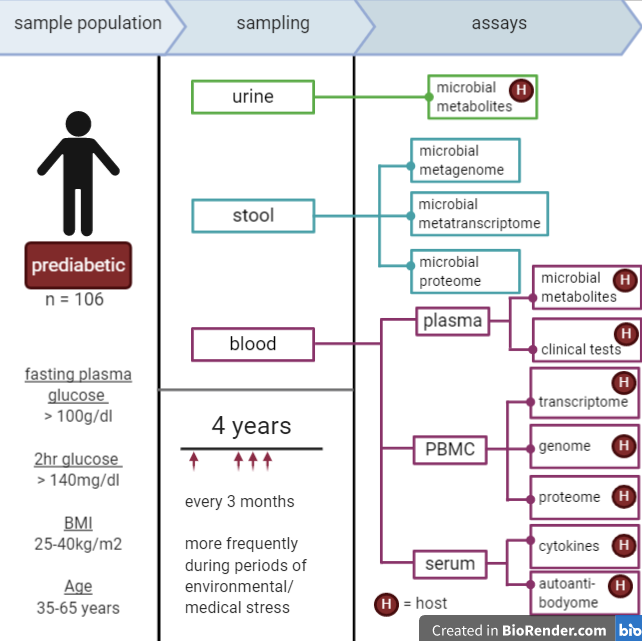 sample population
sampling
assays
prediabetic
n = 106
fasting plasma
glucose
> 100g/dl
2hr glucose
> 140mg/dl
BMI
25-40kg/m2
Age
35-65 years
urine
stool
blood
4 years
every 3 months
more frequently
during periods of
environmental/
medical stress
microbial
metabolites
H
microbial
metagenome
microbial
metatranscriptome
microbial
proteome
plasma
microbial
metabolites
H
clinical tests
H
PBMC
transcriptome
H
genome
H
proteome
H
serum
cytokines
H
autoanti-
bodyome
H
H = host
Created in BioRender.com bio